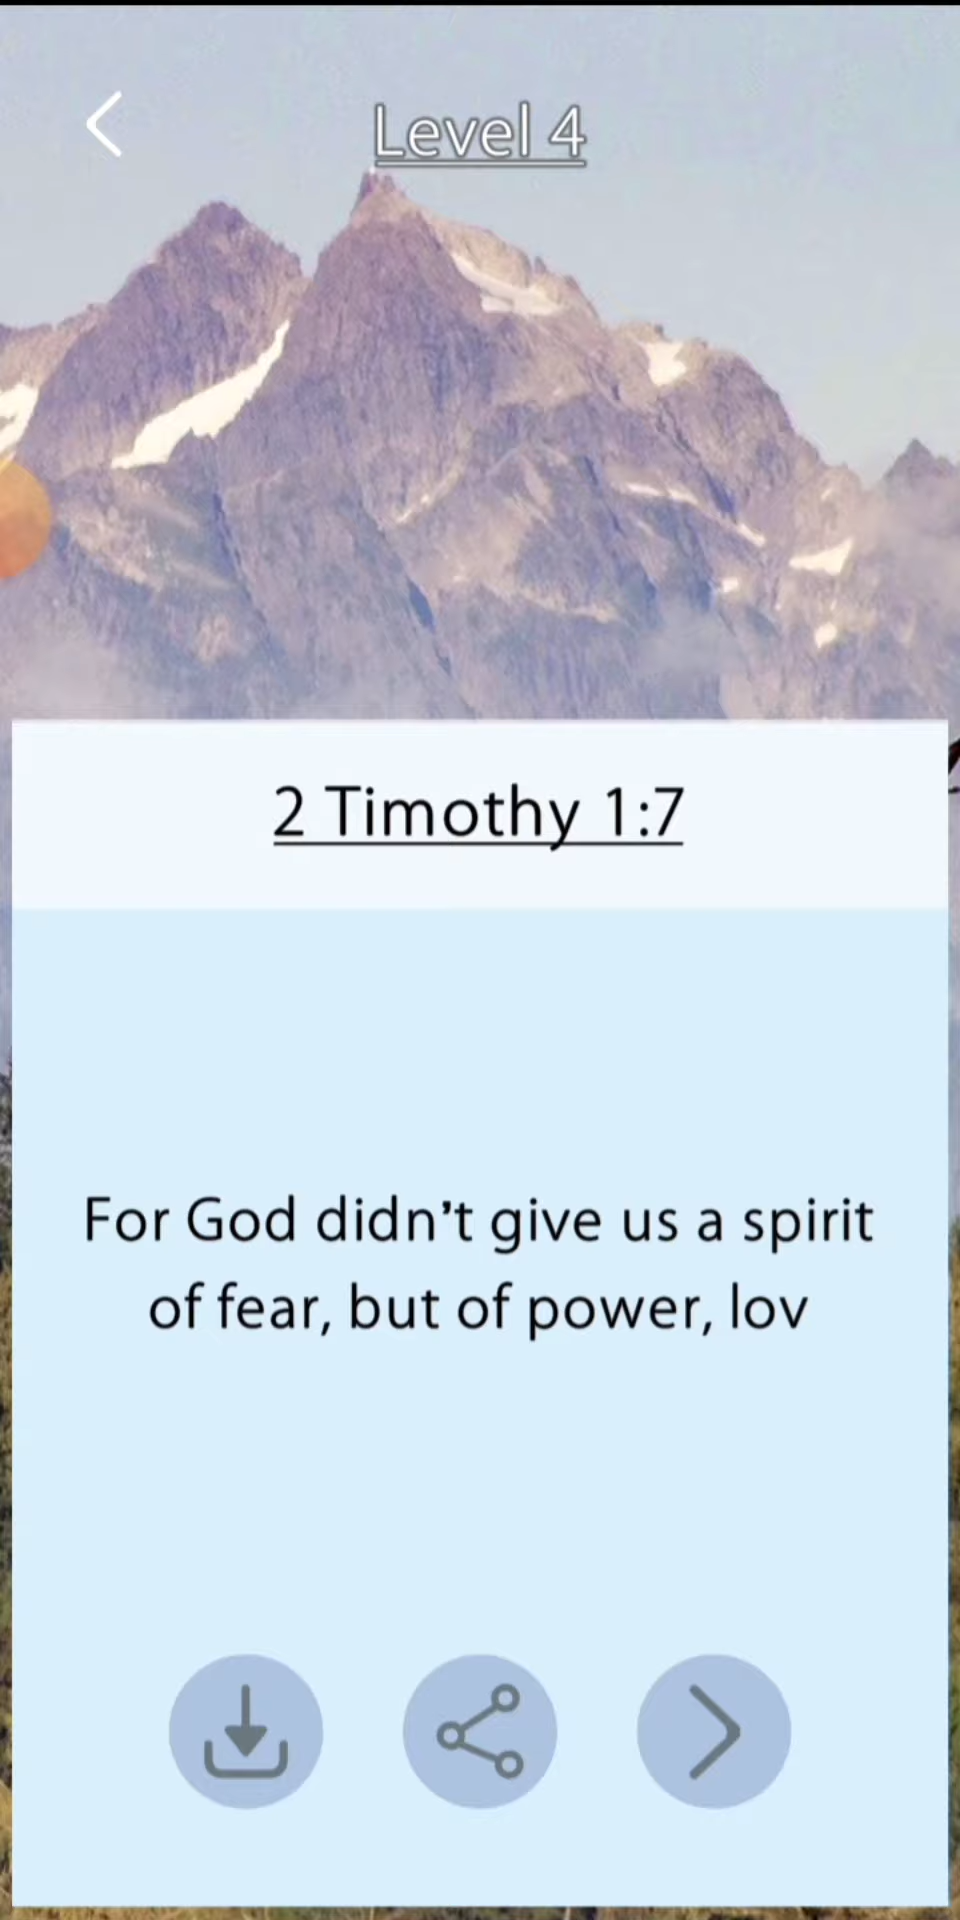 Level 4
2 Timothy 1:7
For God didn't give us a spirit
of fear, but of power, lov